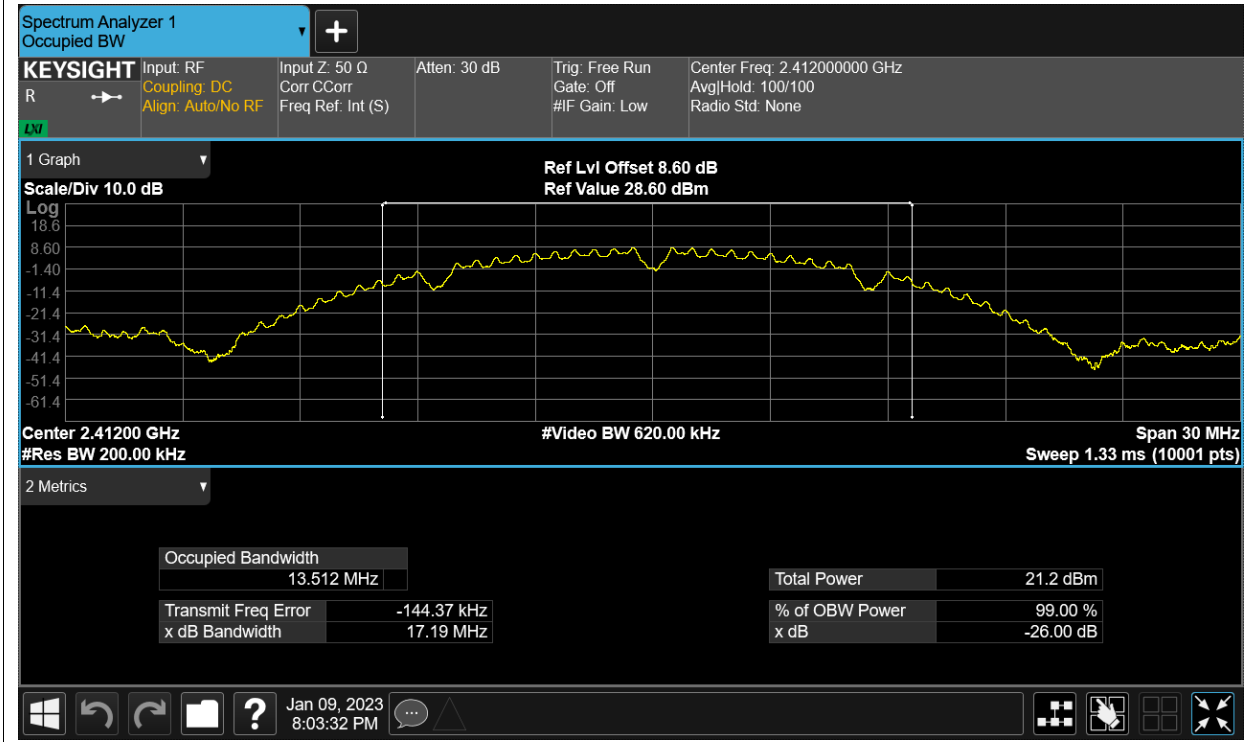 Spectrum Analyzer 1
Occupied BW
KEYSIGHT
R
LXI
Input: RF
Coupling: DC
Align: Auto/No RF
Input Z: 50 Ω
Corr CCorr
Freq Ref: Int (S)
Atten: 30 dB
Trig: Free Run
Gate: Off
#IF Gain: Low
Center Freq: 2.412000000 GHz
Avg|Hold: 100/100
Radio Std: None
1 Graph
Scale/Div 10.0 dB
Ref Lvl Offset 8.60 dB
Ref Value 28.60 dBm
Log
18.6
8.60
-1.40
-11.4
-21.4
-31.4
-41.4
-51.4
-61.4
Center 2.41200 GHz
#Res BW 200.00 kHz
#Video BW 620.00 kHz
Span 30 MHz
Sweep 1.33 ms (10001 pts)
2 Metrics
Occupied Bandwidth
13.512 MHz
Total Power 21.2 dBm
Transmit Freq Error -144.37 kHz
% of OBW Power 99.00 %
x dB Bandwidth 17.19 MHz
x dB -26.00 dB
?
Jan 09, 2023
8:03:32 PM